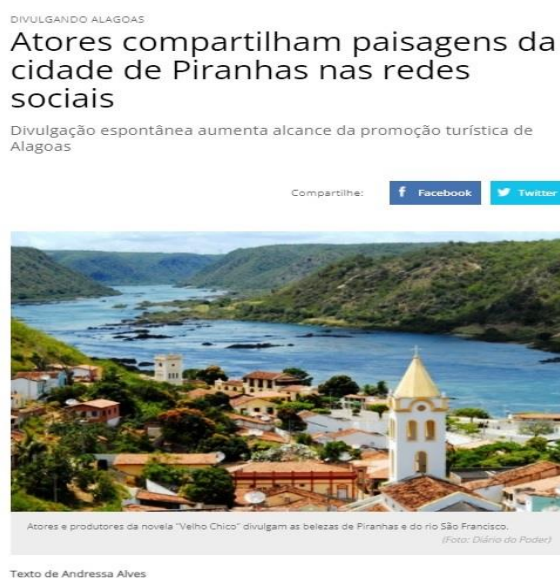 DIVULGANDO ALAGOAS
Atores compartilham paisagens da
cidade de Piranhas nas redes
sociais
Divulgação espontânea aumenta alcance da promoção turística de
Alagoas
Compartilhe:
Facebook
Twitter
Atores e produtores da novela "Velho Chico" divulgam as belezas de Piranhas e do rio São Francisco.
(Foto: Diário do Poder)
Texto de Andressa Alves